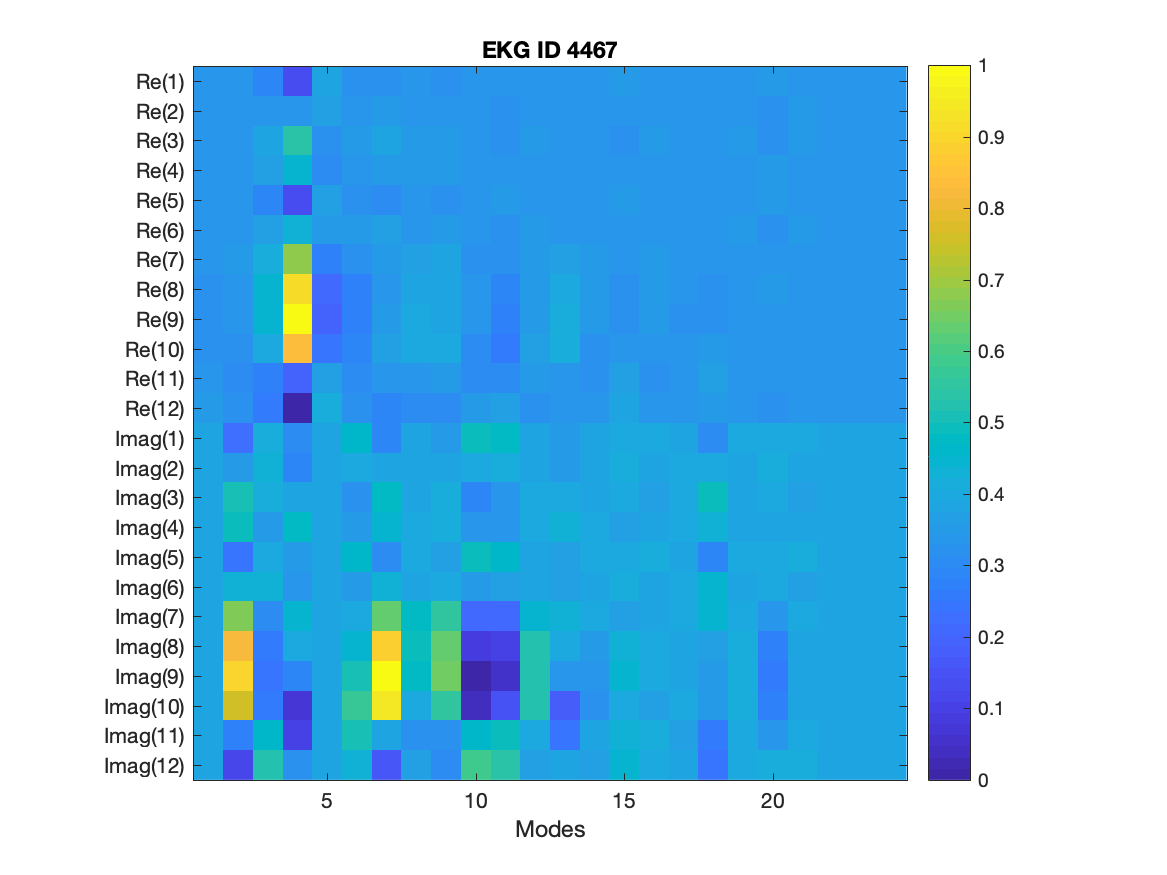 EKG ID 4467
Re(1)
Re(2)
Re(3)
Re(4)
Re(5)
Re(6)
Re(7)
Re(8)
Re(9)
Re(10)
Re(11)
Re(12)
Imag(1)
Imag(2)
Imag(3)
Imag(4)
Imag(5)
Imag(6)
Imag(7)
Imag(8)
Imag(9)
Imag(10)
Imag(11)
Imag(12)
5 10 15 20
Modes
1
0.9
0.8
0.7
0.6
0.5
0.4
0.3
0.2
0.1
0